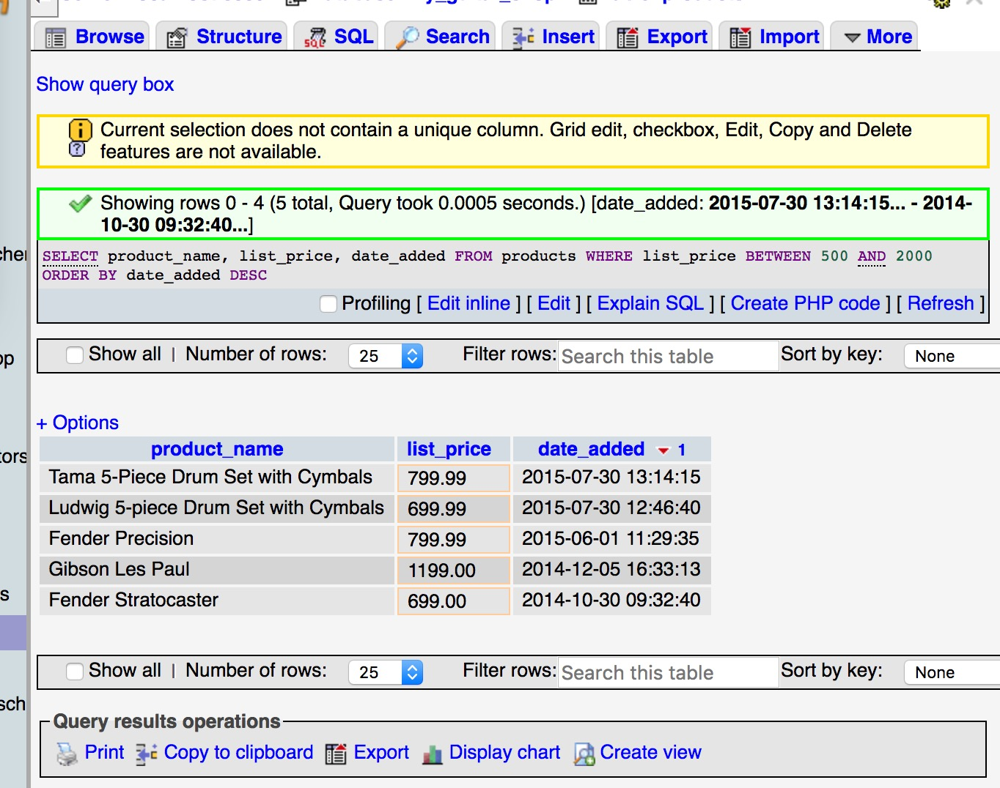 Browse Structure SQL Search Insert Export Import More
Show query box
Current selection does not contain a unique column. Grid edit, checkbox, Edit, Copy and Delete
features are not available.
Showing rows 0 - 4 (5 total, Query took 0.0005 seconds.) [date_added: 2015-07-30 13:14:15... - 2014-
10-30 09:32:40...]
SELECT product_name, list_price, date_added FROM products WHERE list_price BETWEEN 500 AND 2000
ORDER BY date_added DESC
Profiling [ Edit inline ] [ Edit ] [ Explain SQL ] [ Create PHP code ] [ Refresh ]
Show all | Number of rows: 25 Filter rows: Search this table Sort by key: None
+ Options
product_name list_price date_added 1
Tama 5-Piece Drum Set with Cymbals 799.99 2015-07-30 13:14:15
Ludwig 5-piece Drum Set with Cymbals 699.99 2015-07-30 12:46:40
Fender Precision 799.99 2015-06-01 11:29:35
Gibson Les Paul 1199.00 2014-12-05 16:33:13
Fender Stratocaster 699.00 2014-10-30 09:32:40
Show all | Number of rows: 25 Filter rows: Search this table Sort by key: None
Query results operations
Print Copy to clipboard Export Display chart Create view